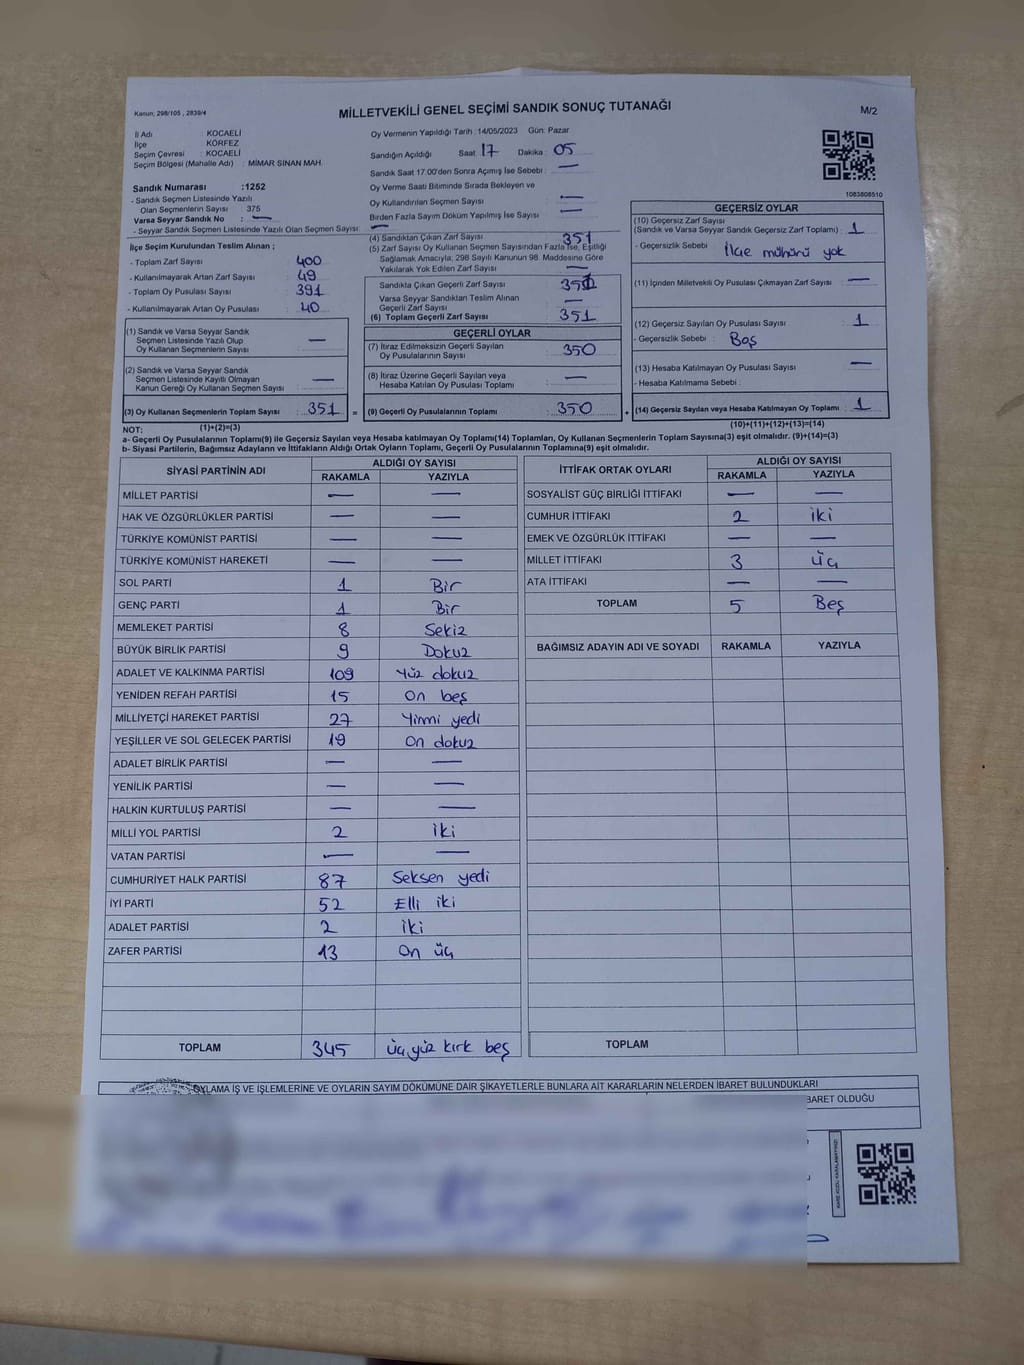 Kanun: 298/105 , 2839/4
MİLLETVEKİLİ GENEL SEÇİMİ SANDIK SONUÇ TUTANAĞI
M/2
İl Adı : KOCAELİ
İlçe : KÖRFEZ
Seçim Çevresi : KOCAELİ
Seçim Bölgesi (Mahalle Adı) : MİMAR SİNAN MAH.
Oy Vermenin Yapıldığı Tarih : 14/05/2023 Gün: Pazar
Sandığın Açıldığı Saat : 17 Dakika : 05
Sandık Saat 17.00'den Sonra Açımış İse Sebebi : —
Oy Verme Saati Bitiminde Sırada Bekleyen ve
Oy Kullandırılan Seçmen Sayısı : —
Birden Fazla Sayım Döküm Yapılmış İse Sayısı : —
1083808510
Sandık Numarası :1252
- Sandık Seçmen Listesinde Yazılı
Olan Seçmenlerin Sayısı : 375
Varsa Seyyar Sandık No : —
- Seyyar Sandık Seçmen Listesinde Yazılı Olan Seçmen Sayısı: —
İlçe Seçim Kurulundan Teslim Alınan ;
- Toplam Zarf Sayısı : 400
- Kullanılmayarak Artan Zarf Sayısı : 49
- Toplam Oy Pusulası Sayısı : 391
- Kullanılmayarak Artan Oy Pusulası : 40
(4) Sandıktan Çıkan Zarf Sayısı : 351
(5) Zarf Sayısı Oy Kullanan Seçmen Sayısından Fazla İse, Eşitliği
Sağlamak Amacıyla, 298 Sayılı Kanunun 98. Maddesine Göre
Yakılarak Yok Edilen Zarf Sayısı : —
Sandıkta Çıkan Geçerli Zarf Sayısı : 351
Varsa Seyyar Sandıktan Teslim Alınan
Geçerli Zarf Sayısı : —
(6) Toplam Geçerli Zarf Sayısı : 351
GEÇERSİZ OYLAR
(10) Geçersiz Zarf Sayısı
(Sandık ve Varsa Seyyar Sandık Geçersiz Zarf Toplamı) : 1
- Geçersizlik Sebebi : İlçe mühürü yok
(11) İçinden Milletvekili Oy Pusulası Çıkmayan Zarf Sayısı : —
(12) Geçersiz Sayılan Oy Pusulası Sayısı : 1
- Geçersizlik Sebebi : Boş
(13) Hesaba Katılmayan Oy Pusulası Sayısı : —
- Hesaba Katılmama Sebebi :
(14) Geçersiz Sayılan veya Hesaba Katılmayan Oy Toplamı : 1
(10)+(11)+(12)+(13)=(14)
(1) Sandık ve Varsa Seyyar Sandık
Seçmen Listesinde Yazılı Olup
Oy Kullanan Seçmenlerin Sayısı : —
(2) Sandık ve Varsa Seyyar Sandık
Seçmen Listesinde Kayıtlı Olmayan
Kanun Gereği Oy Kullanan Seçmen Sayısı : —
(3) Oy Kullanan Seçmenlerin Toplam Sayısı : 351 =
GEÇERLİ OYLAR
(7) İtiraz Edilmeksizin Geçerli Sayılan
Oy Pusulalarının Sayısı : 350
(8) İtiraz Üzerine Geçerli Sayılan veya
Hesaba Katılan Oy Pusulası Toplamı : —
(9) Geçerli Oy Pusulalarının Toplamı : 350 +
NOT: (1)+(2)=(3)
a- Geçerli Oy Pusulalarının Toplamı(9) ile Geçersiz Sayılan veya Hesaba katılmayan Oy Toplamı(14) Toplamları, Oy Kullanan Seçmenlerin Toplam Sayısına(3) eşit olmalıdır. (9)+(14)=(3)
b- Siyasi Partilerin, Bağımsız Adayların ve İttifakların Aldığı Ortak Oyların Toplamı, Geçerli Oy Pusulalarının Toplamına(9) eşit olmalıdır.
SİYASİ PARTİNİN ADI ALDIĞI OY SAYISI
RAKAMLA YAZIYLA
MİLLET PARTİSİ — —
HAK VE ÖZGÜRLÜKLER PARTİSİ — —
TÜRKİYE KOMÜNİST PARTİSİ — —
TÜRKİYE KOMÜNİST HAREKETİ — —
SOL PARTİ 1 Bir
GENÇ PARTİ 1 Bir
MEMLEKET PARTİSİ 8 Sekiz
BÜYÜK BİRLİK PARTİSİ 9 Dokuz
ADALET VE KALKINMA PARTİSİ 109 Yüz dokuz
YENİDEN REFAH PARTİSİ 15 On beş
MİLLİYETÇİ HAREKET PARTİSİ 27 Yirmi yedi
YEŞİLLER VE SOL GELECEK PARTİSİ 19 On dokuz
ADALET BİRLİK PARTİSİ — —
YENİLİK PARTİSİ — —
HALKIN KURTULUŞ PARTİSİ — —
MİLLİ YOL PARTİSİ 2 İki
VATAN PARTİSİ — —
CUMHURİYET HALK PARTİSİ 87 Seksen yedi
İYİ PARTİ 52 Elli iki
ADALET PARTİSİ 2 İki
ZAFER PARTİSİ 13 On üç
TOPLAM 345 üç yüz kırk beş
İTTİFAK ORTAK OYLARI ALDIĞI OY SAYISI
RAKAMLA YAZIYLA
SOSYALİST GÜÇ BİRLİĞİ İTTİFAKI — —
CUMHUR İTTİFAKI 2 İki
EMEK VE ÖZGÜRLÜK İTTİFAKI — —
MİLLET İTTİFAKI 3 Üç
ATA İTTİFAKI — —
TOPLAM 5 Beş
BAĞIMSIZ ADAYIN ADI VE SOYADI RAKAMLA YAZIYLA
TOPLAM
OYLAMA İŞ VE İŞLEMLERİNE VE OYLARIN SAYIM DÖKÜMÜNE DAİR ŞİKAYETLERLE BUNLARA AİT KARARLARIN NELERDEN İBARET BULUNDUKLARI
BARET OLDUĞU